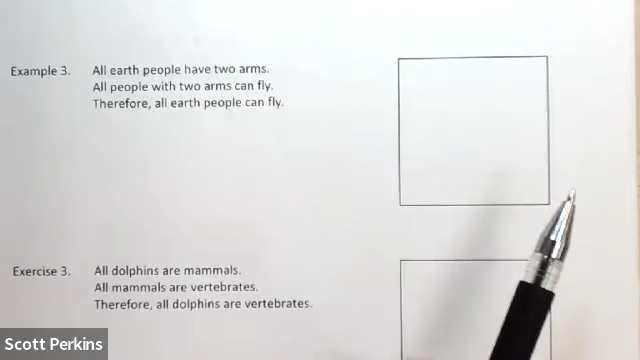 Example 3. All earth people have two arms.
All people with two arms can fly.
Therefore, all earth people can fly.
Exercise 3. All dolphins are mammals.
All mammals are vertebrates.
Therefore, all dolphins are vertebrates.
Scott Perkins